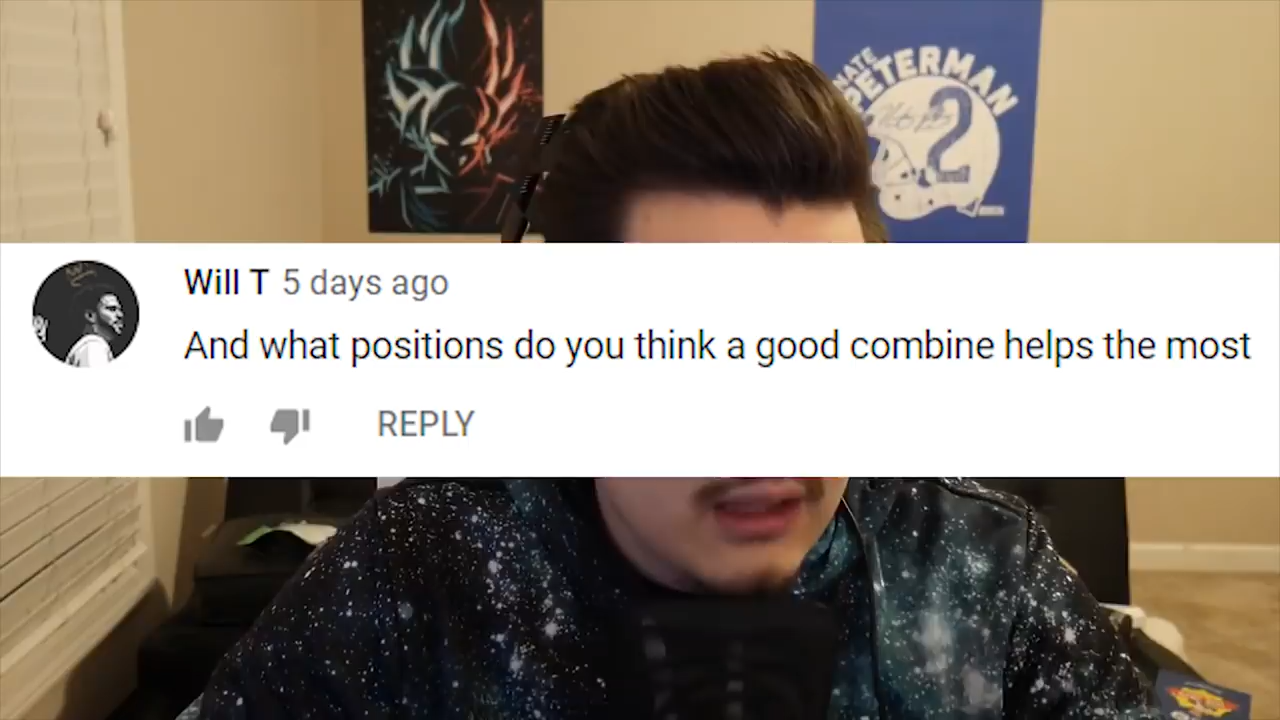 NATE
PETERMAN
2
Will T 5 days ago
And what positions do you think a good combine helps the most
REPLY